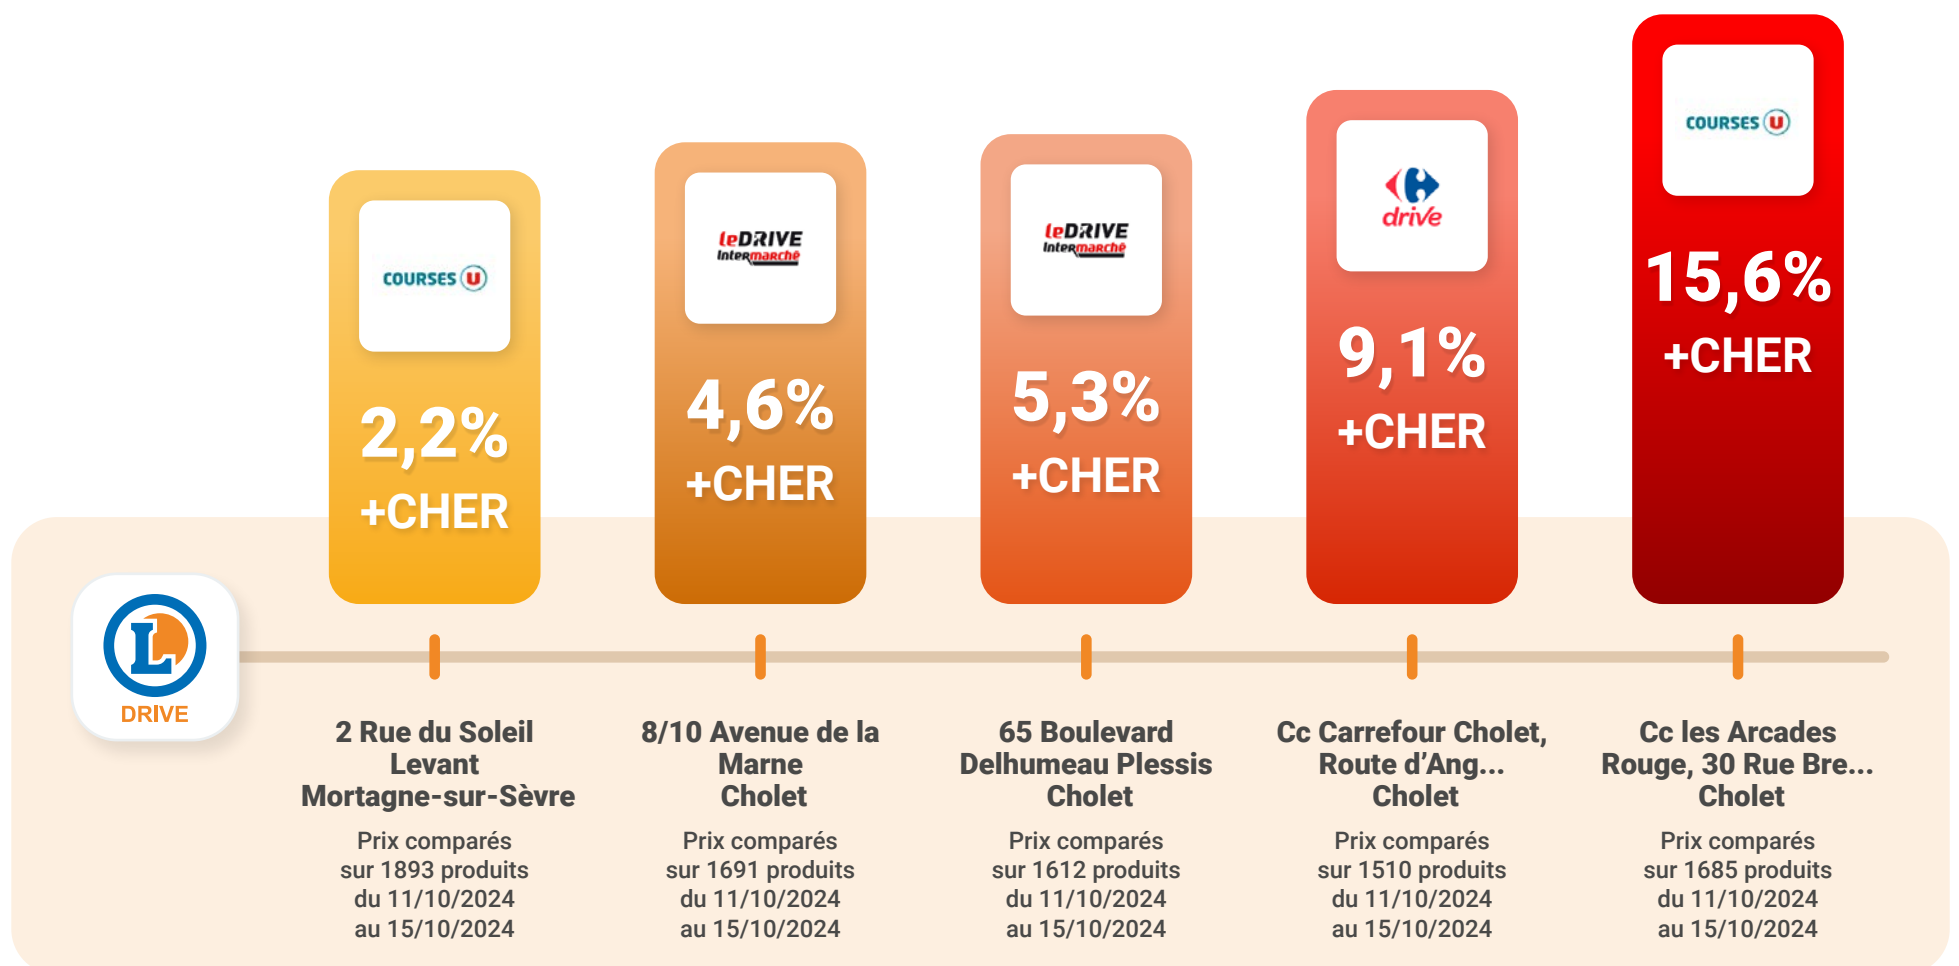 COURSES U
2,2%
+CHER
leDRIVE
Intermarché
4,6%
+CHER
leDRIVE
Intermarché
5,3%
+CHER
drive
9,1%
+CHER
COURSES U
15,6%
+CHER
L
DRIVE
2 Rue du Soleil
Levant
Mortagne-sur-Sèvre
Prix comparés
sur 1893 produits
du 11/10/2024
au 15/10/2024
8/10 Avenue de la
Marne
Cholet
Prix comparés
sur 1691 produits
du 11/10/2024
au 15/10/2024
65 Boulevard
Delhumeau Plessis
Cholet
Prix comparés
sur 1612 produits
du 11/10/2024
au 15/10/2024
Cc Carrefour Cholet,
Route d’Ang...
Cholet
Prix comparés
sur 1510 produits
du 11/10/2024
au 15/10/2024
Cc les Arcades
Rouge, 30 Rue Bre...
Cholet
Prix comparés
sur 1685 produits
du 11/10/2024
au 15/10/2024